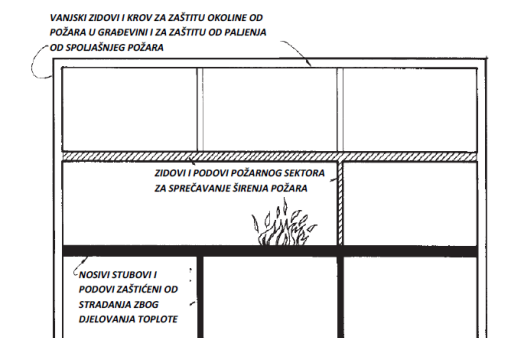 VANJSKI ZIDOVI I KROV ZA ZAŠTITU OKOLINE OD
POŽARA U GRAĐEVINI I ZA ZAŠTITU OD PALJENJA
OD SPOLJAŠNJEG POŽARA
ZIDOVI I PODOVI POŽARNOG SEKTORA
ZA SPREČAVANJE ŠIRENJA POŽARA
NOSIVI STUBOVI I
PODOVI ZAŠTIĆENI OD
STRADANJA ZBOG
DJELOVANJA TOPLOTE